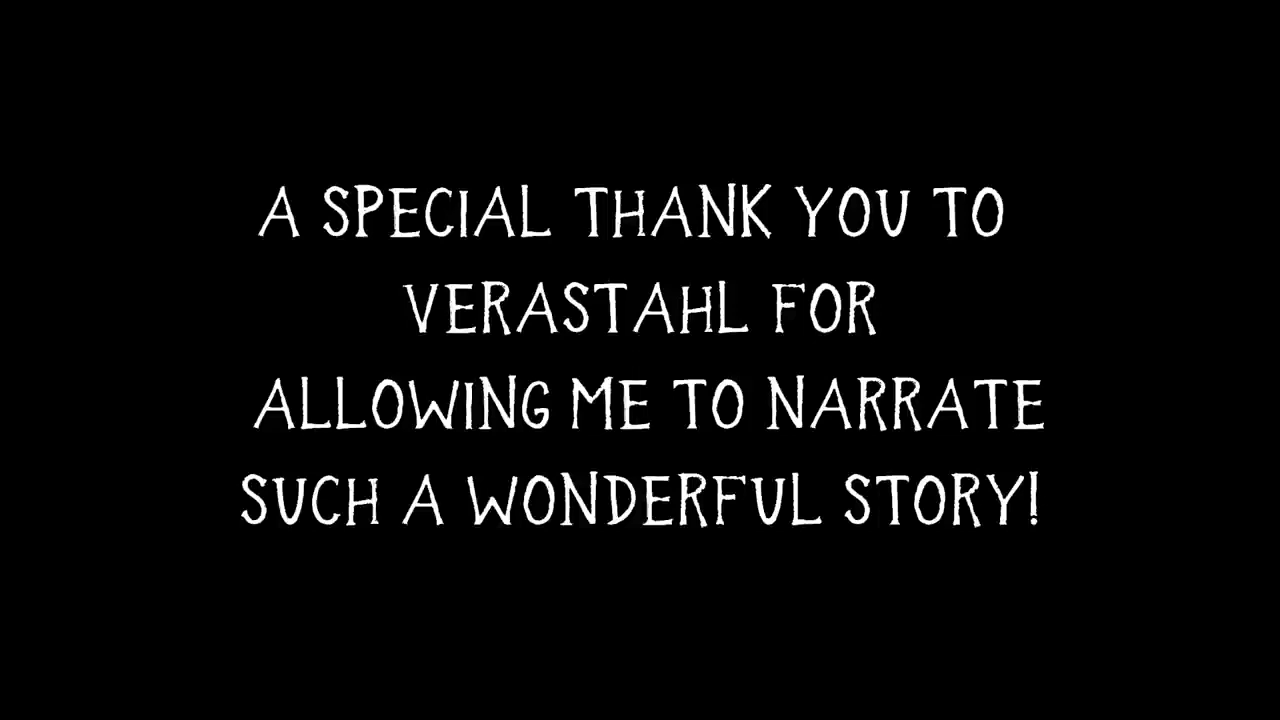 A SPECIAL THANK YOU TO
VERASTAHL FOR
ALLOWING ME TO NARRATE
SUCH A WONDERFUL STORY!